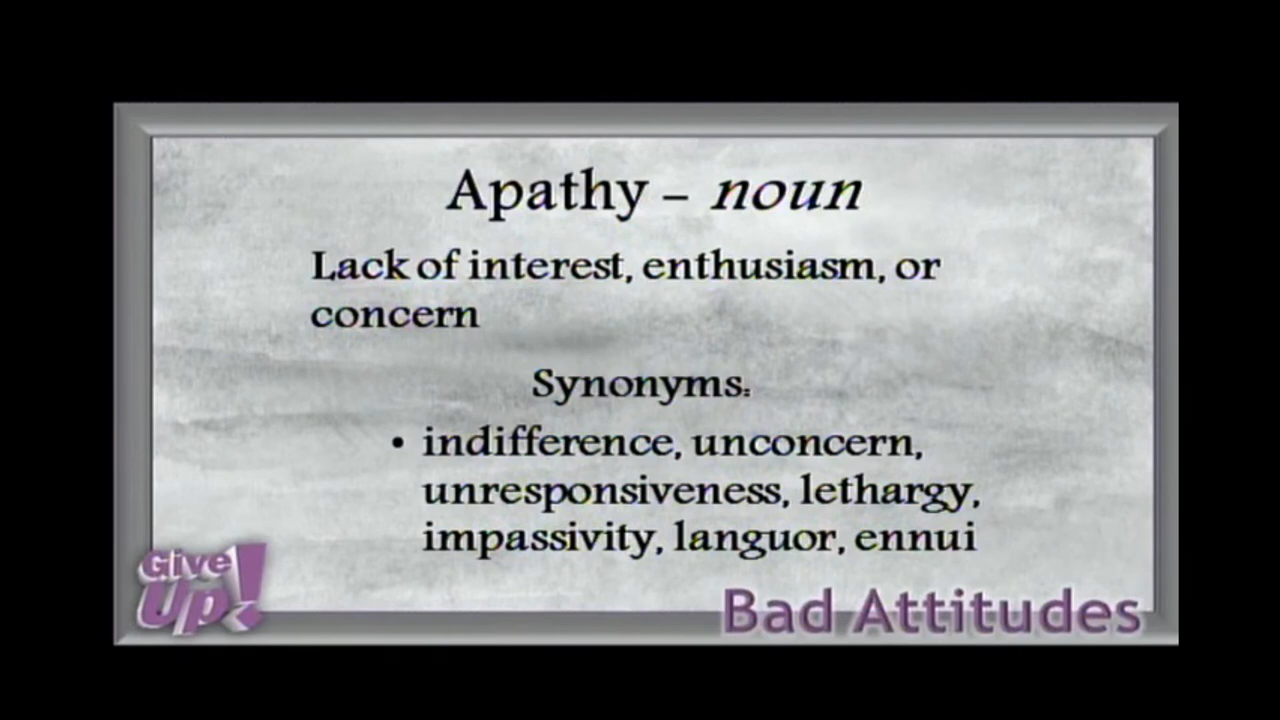 Apathy – noun
Lack of interest, enthusiasm, or
concern
Synonyms:
• indifference, unconcern,
unresponsiveness, lethargy,
impassivity, languor, ennui
Give
Up!
Bad Attitudes